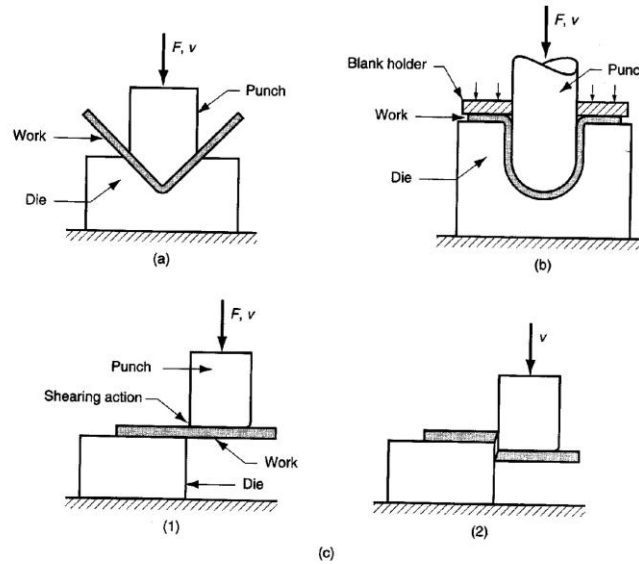 F, v
Punch
Work
Die
(a)
F, v
Blank holder
Punc
Work
Die
(b)
F, v
Punch
Shearing action
Work
Die
(1)
v
(2)
(c)